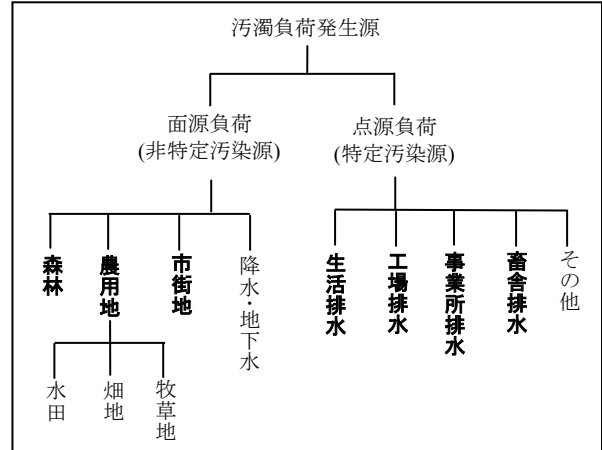 汚濁負荷発生源
面源負荷
(非特定汚染源)
点源負荷
(特定汚染源)
森林
農用地
市街地
降水・地下水
生活排水
工場排水
事業所排水
畜舎排水
その他
水田
畑地
牧草地